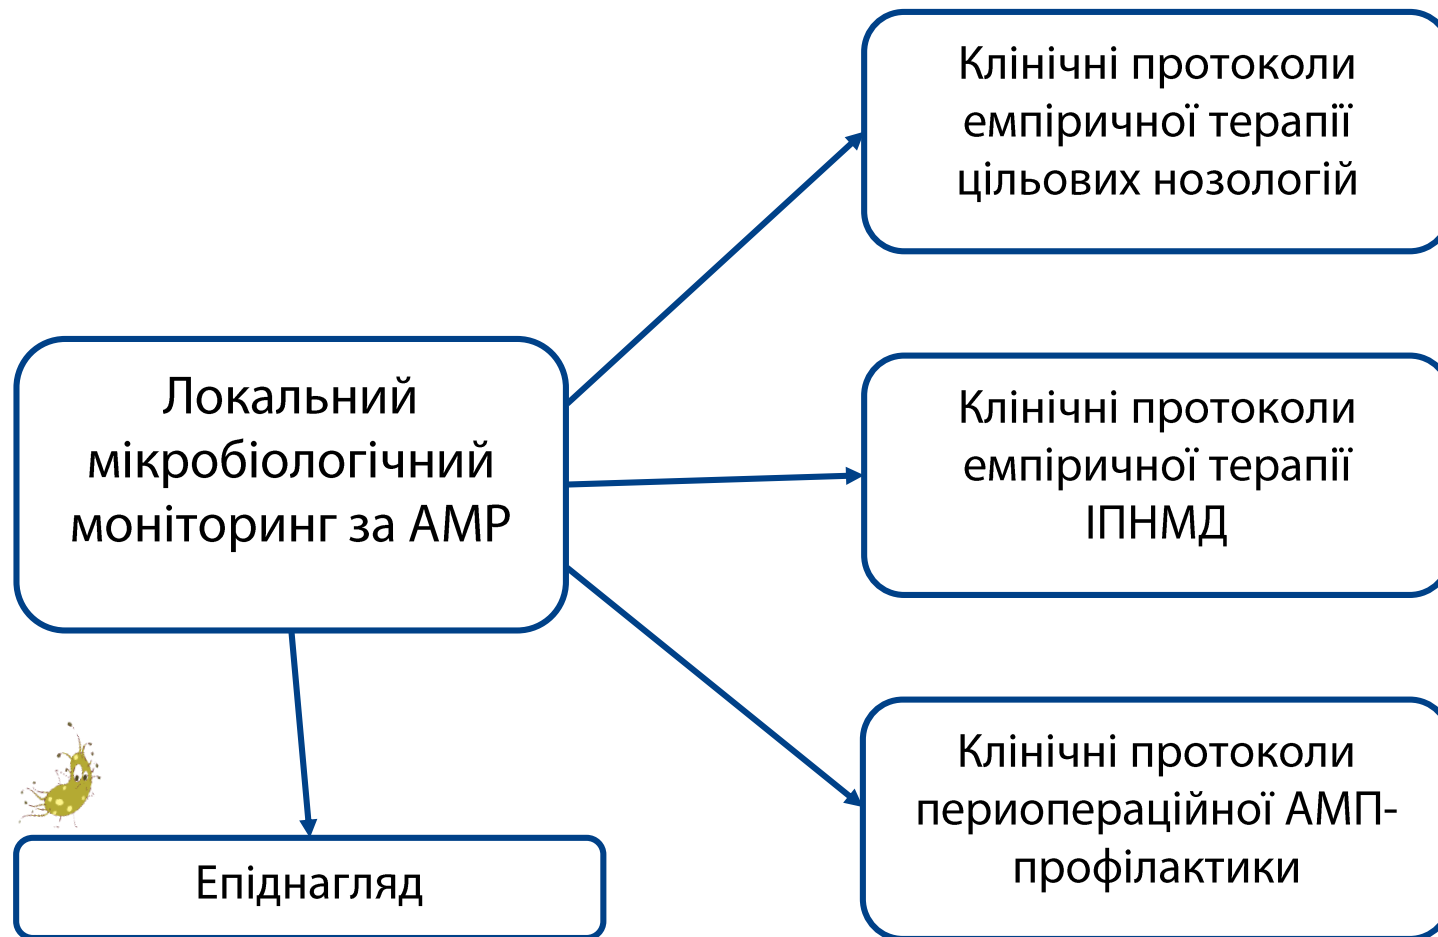 Клінічні протоколи
емпіричної терапії
цільових нозологій
Локальний
мікробіологічний
моніторинг за АМР
Клінічні протоколи
емпіричної терапії
ІПНМД
Клінічні протоколи
периопераційної АМП-
профілактики
Епіднагляд